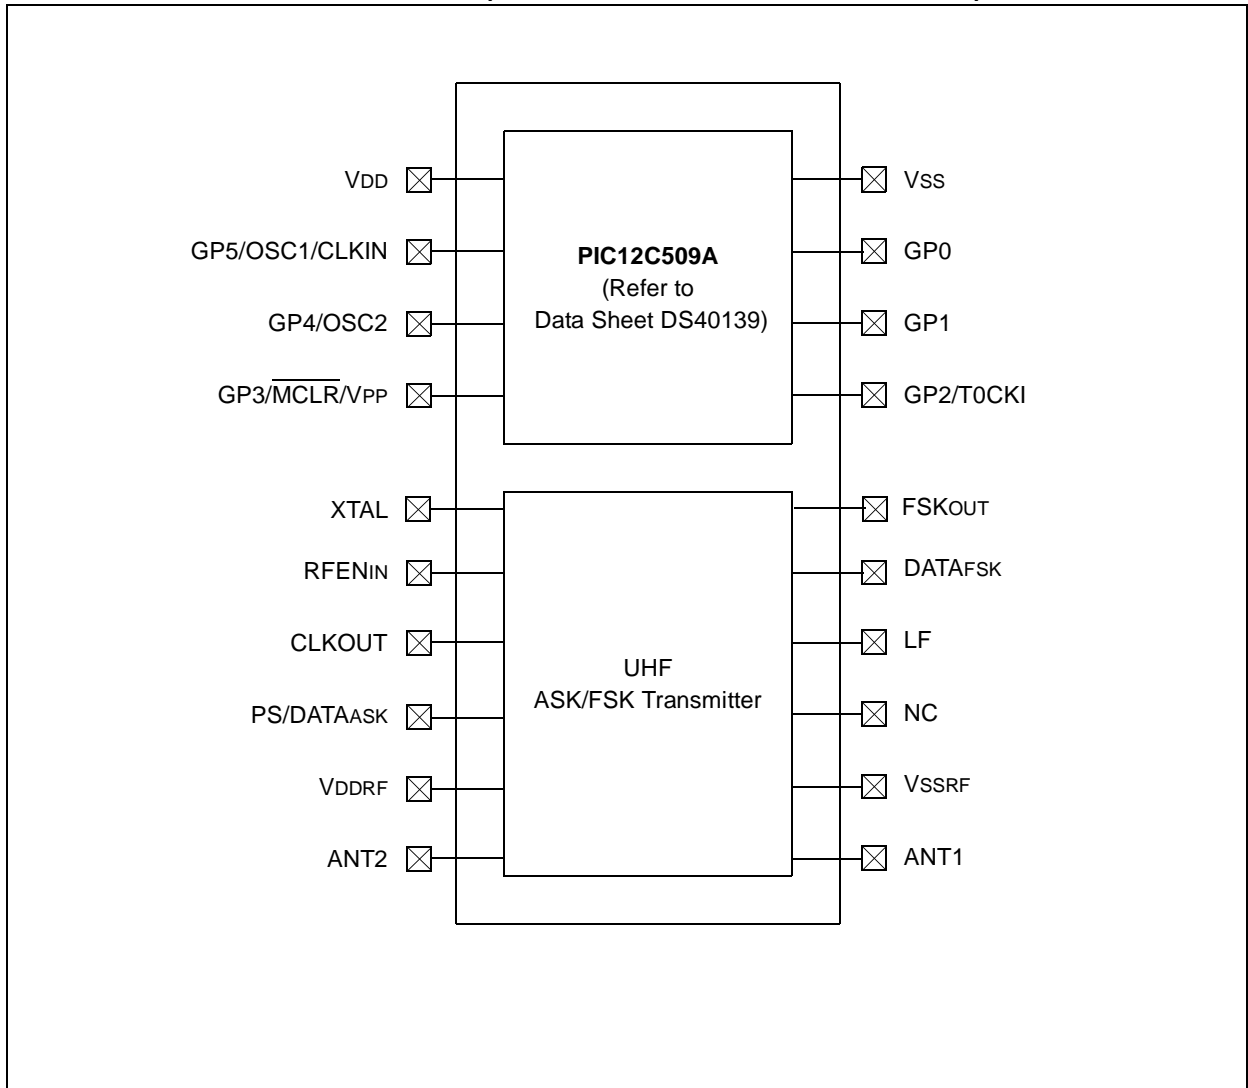 VDD
VSS
GP5/OSC1/CLKIN
GP0
PIC12C509A
(Refer to
Data Sheet DS40139)
GP4/OSC2
GP1
GP3/MCLR/VPP
GP2/T0CKI
XTAL
FSKOUT
RFENIN
DATAFSK
CLKOUT
LF
UHF
ASK/FSK Transmitter
PS/DATAASK
NC
VDDRF
VSSRF
ANT2
ANT1